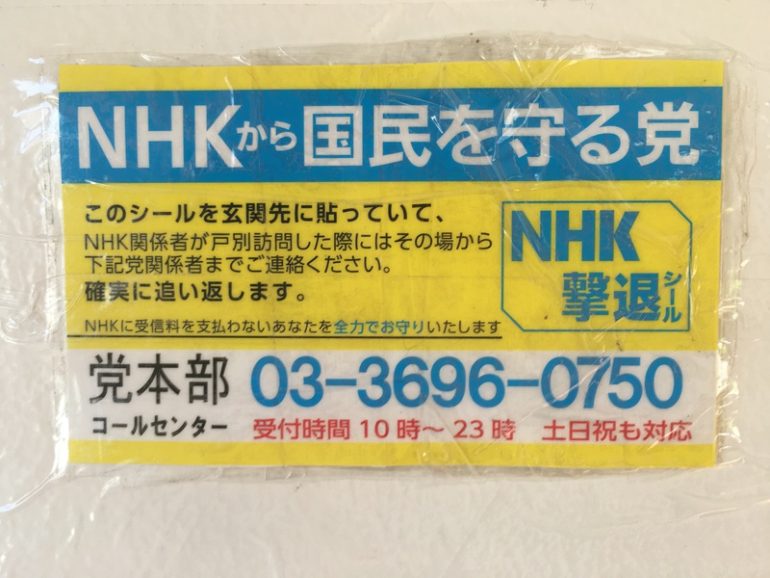 NHKから国民を守る党
このシールを玄関先に貼っていて、
NHK関係者が戸別訪問した際にはその場から
下記党関係者までご連絡ください。
確実に追い返します。
NHKに受信料を支払わないあなたを全力でお守りいたします
NHK
撃退シール
党本部 03-3696-0750
コールセンター 受付時間 10時～23時 土日祝も対応